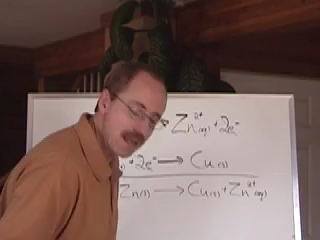 → Zn²⁺(aq) + 2e⁻
+ 2e⁻ → Cu(s)
Zn(s) → Cu(s) + Zn²⁺(aq)